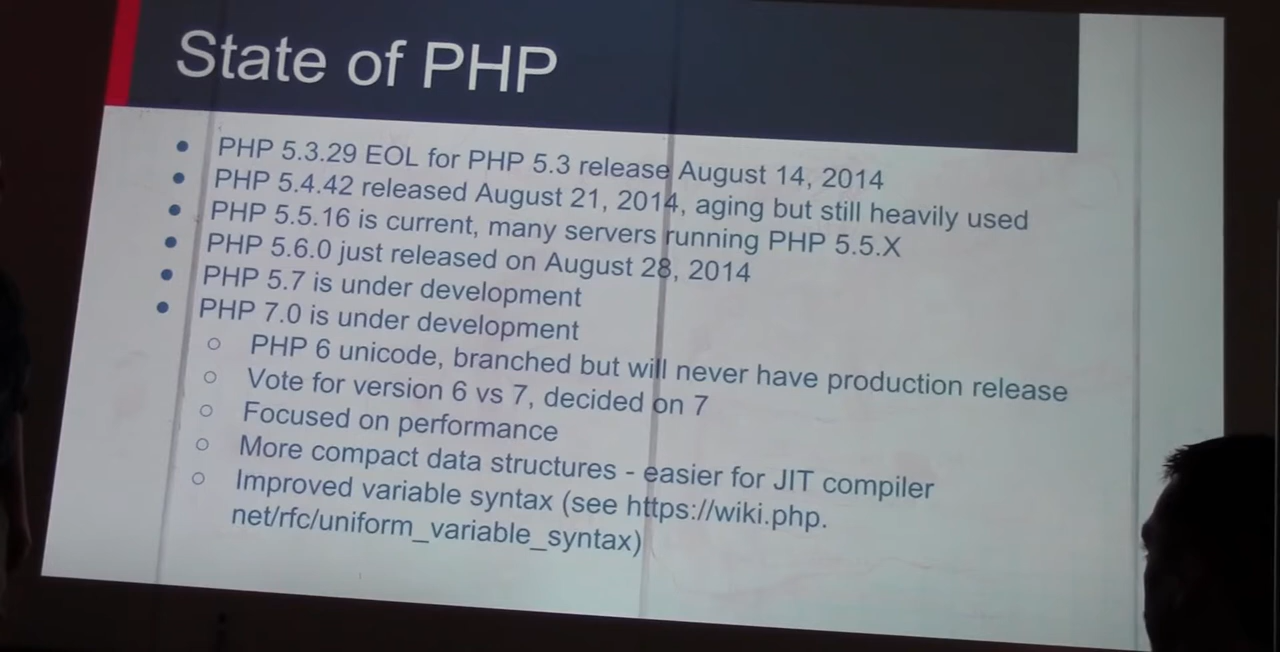 State of PHP
• PHP 5.3.29 EOL for PHP 5.3 release August 14, 2014
• PHP 5.4.42 released August 21, 2014, aging but still heavily used
• PHP 5.5.16 is current, many servers running PHP 5.5.X
• PHP 5.6.0 just released on August 28, 2014
• PHP 5.7 is under development
• PHP 7.0 is under development
○ PHP 6 unicode, branched but will never have production release
○ Vote for version 6 vs 7, decided on 7
○ Focused on performance
○ More compact data structures - easier for JIT compiler
○ Improved variable syntax (see https://wiki.php.
net/rfc/uniform_variable_syntax)